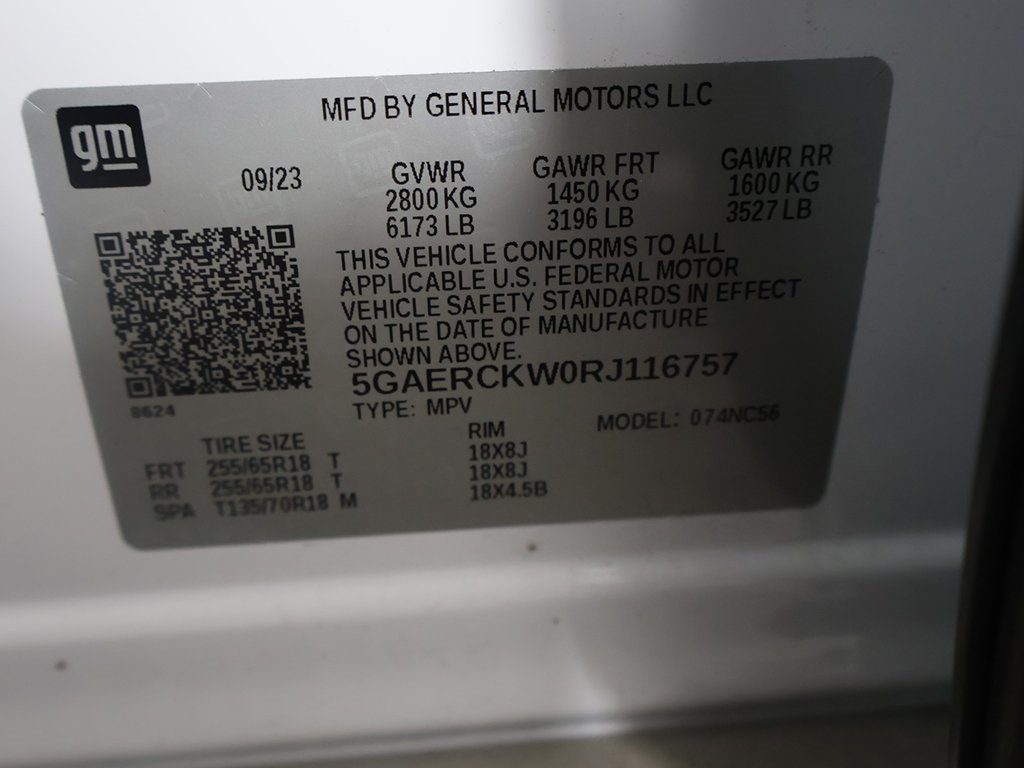 gm
MFD BY GENERAL MOTORS LLC
09/23
GVWR
2800 KG
6173 LB
GAWR FRT
1450 KG
3196 LB
GAWR RR
1600 KG
3527 LB
THIS VEHICLE CONFORMS TO ALL
APPLICABLE U.S. FEDERAL MOTOR
VEHICLE SAFETY STANDARDS IN EFFECT
ON THE DATE OF MANUFACTURE
SHOWN ABOVE.
5GAERCKW0RJ116757
8624
TYPE: MPV
MODEL: 074NC56
TIRE SIZE RIM
FRT 255/65R18 T 18X8J
RR 255/65R18 T 18X8J
SPA T135/70R18 M 18X4.5B